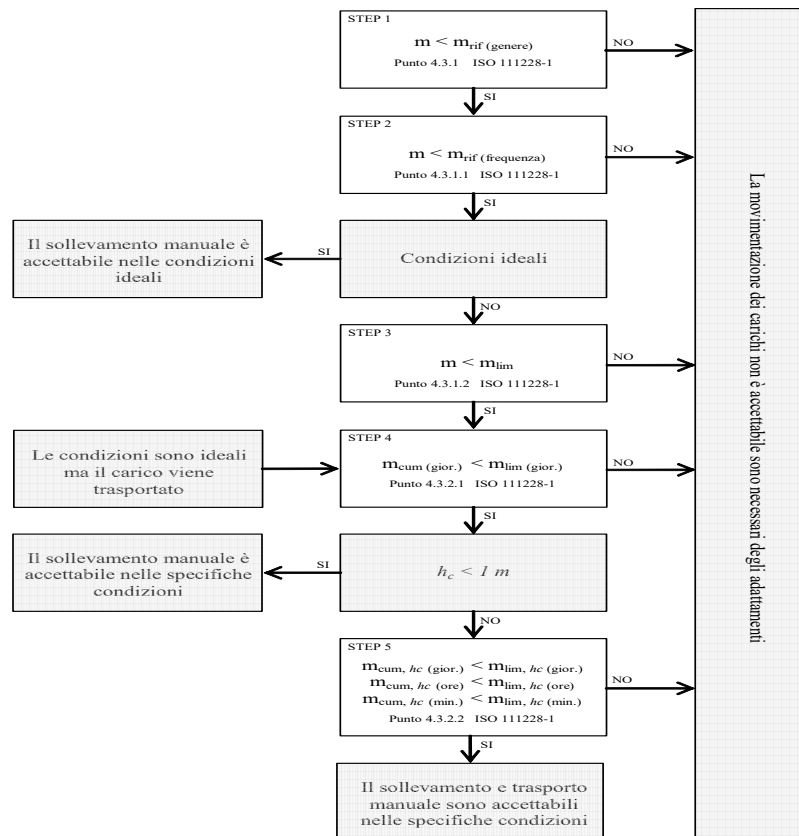 STEP 1
m < mrif (genere)
Punto 4.3.1 ISO 111228-1
NO
SI
STEP 2
m < mrif (frequenza)
Punto 4.3.1.1 ISO 111228-1
NO
SI
Il sollevamento manuale è
accettabile nelle condizioni
ideali
SI
Condizioni ideali
NO
STEP 3
m < mlim
Punto 4.3.1.2 ISO 111228-1
NO
SI
Le condizioni sono ideali
ma il carico viene
trasportato
STEP 4
mcum (gior.) < mlim (gior.)
Punto 4.3.2.1 ISO 111228-1
NO
SI
Il sollevamento manuale è
accettabile nelle specifiche
condizioni
SI
hc < 1 m
NO
STEP 5
mcum, hc (gior.) < mlim, hc (gior.)
mcum, hc (ore) < mlim, hc (ore)
mcum, hc (min.) < mlim, hc (min.)
Punto 4.3.2.2 ISO 111228-1
NO
SI
Il sollevamento e trasporto
manuale sono accettabili
nelle specifiche condizioni
La movimentazione dei carichi non è accettabile sono necessari degli adattamenti